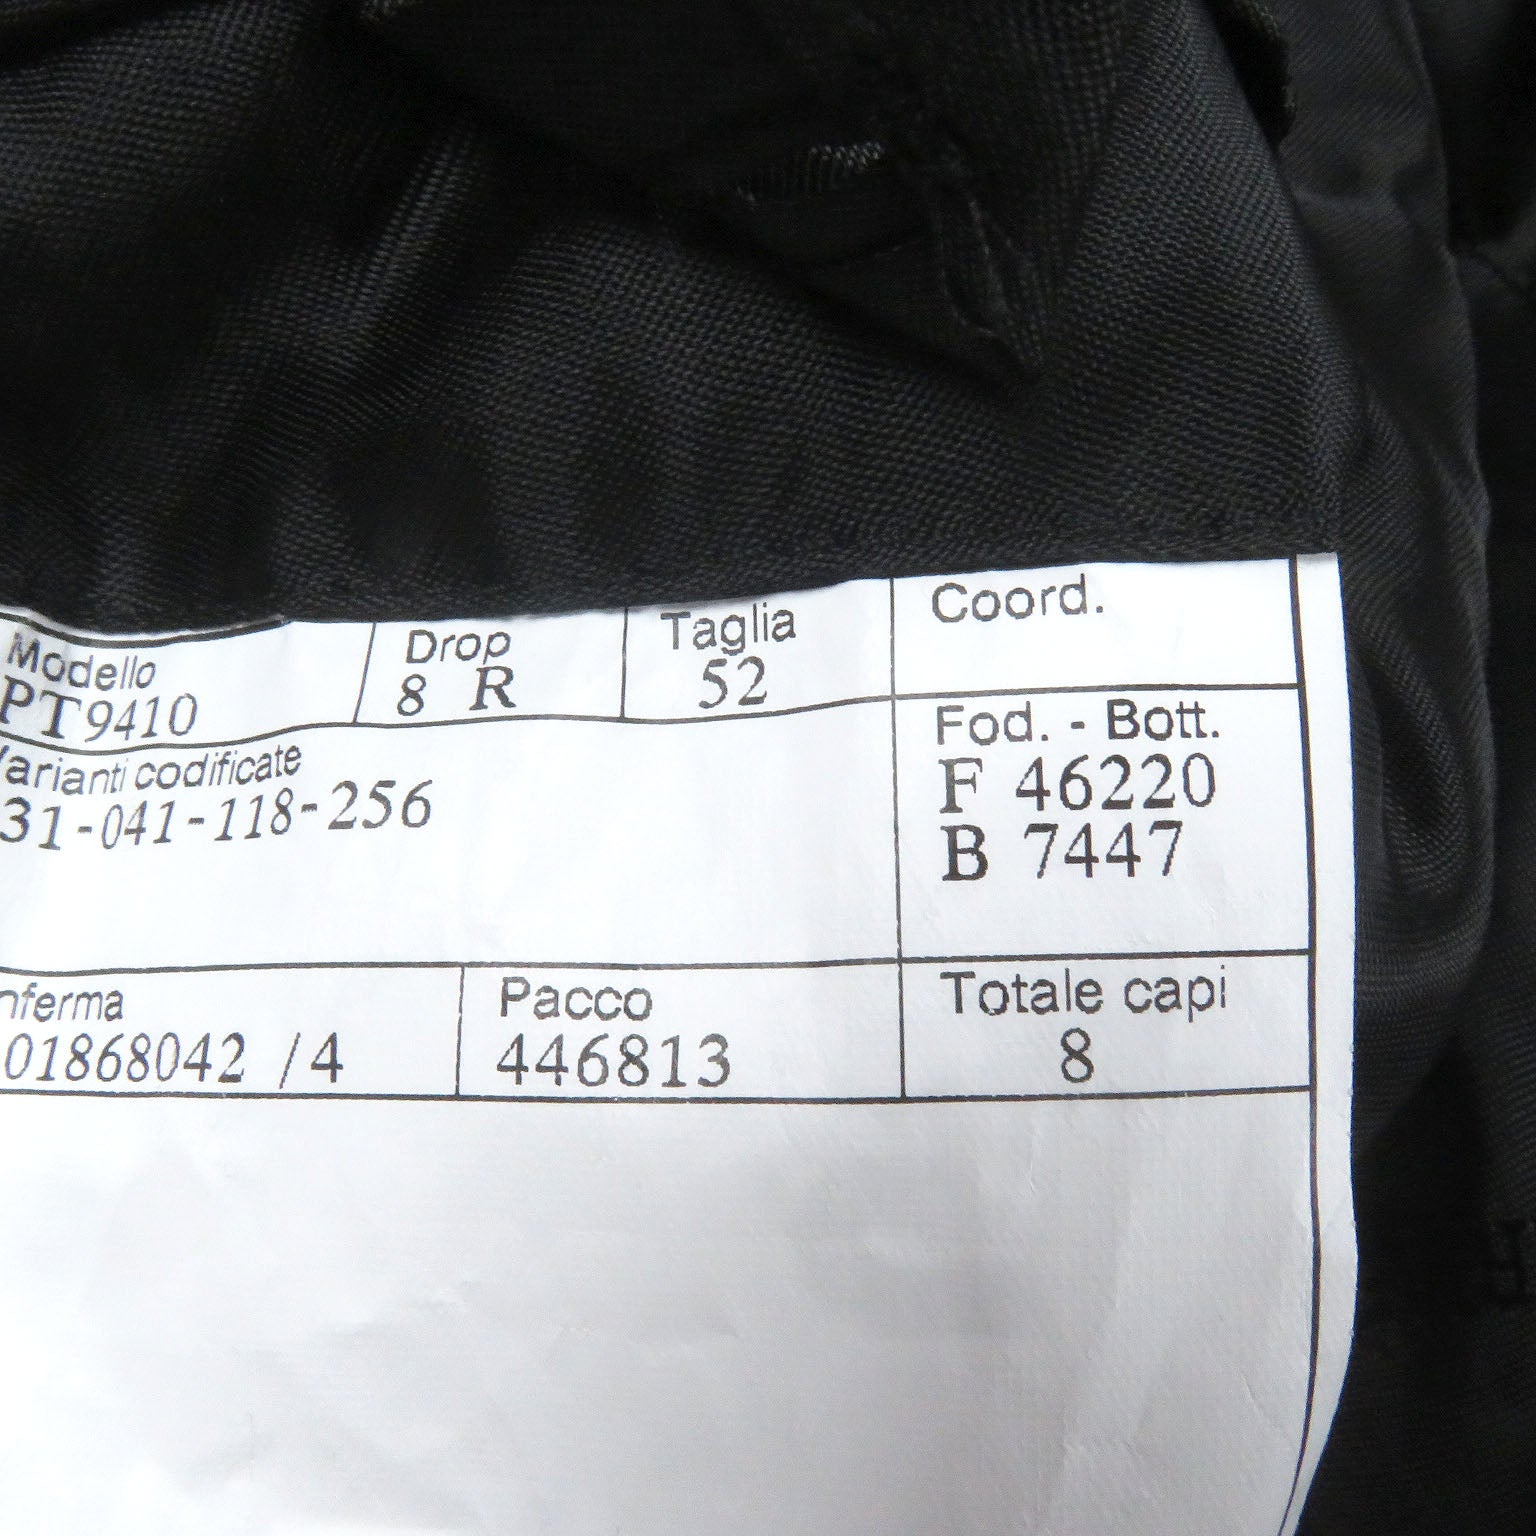 Modello
PT9410
Drop
8 R
Taglia
52
Coord.
Varianti codificate
31-041-118-256
Fod. - Bott.
F 46220
B 7447
nferma
01868042 /4
Pacco
446813
Totale capi
8